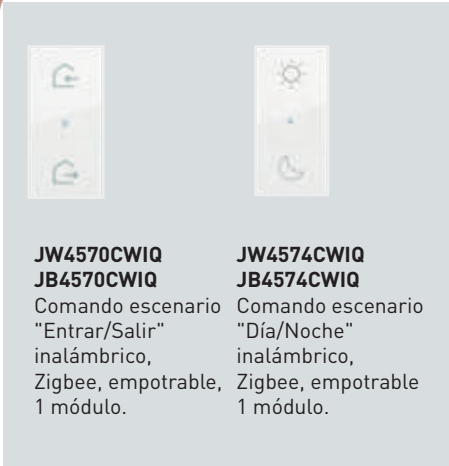 JW4570CWIQ
JB4570CWIQ
Comando escenario
"Entrar/Salir"
inalámbrico,
Zigbee, empotrable,
1 módulo.
JW4574CWIQ
JB4574CWIQ
Comando escenario
"Día/Noche"
inalámbrico,
Zigbee, empotrable
1 módulo.